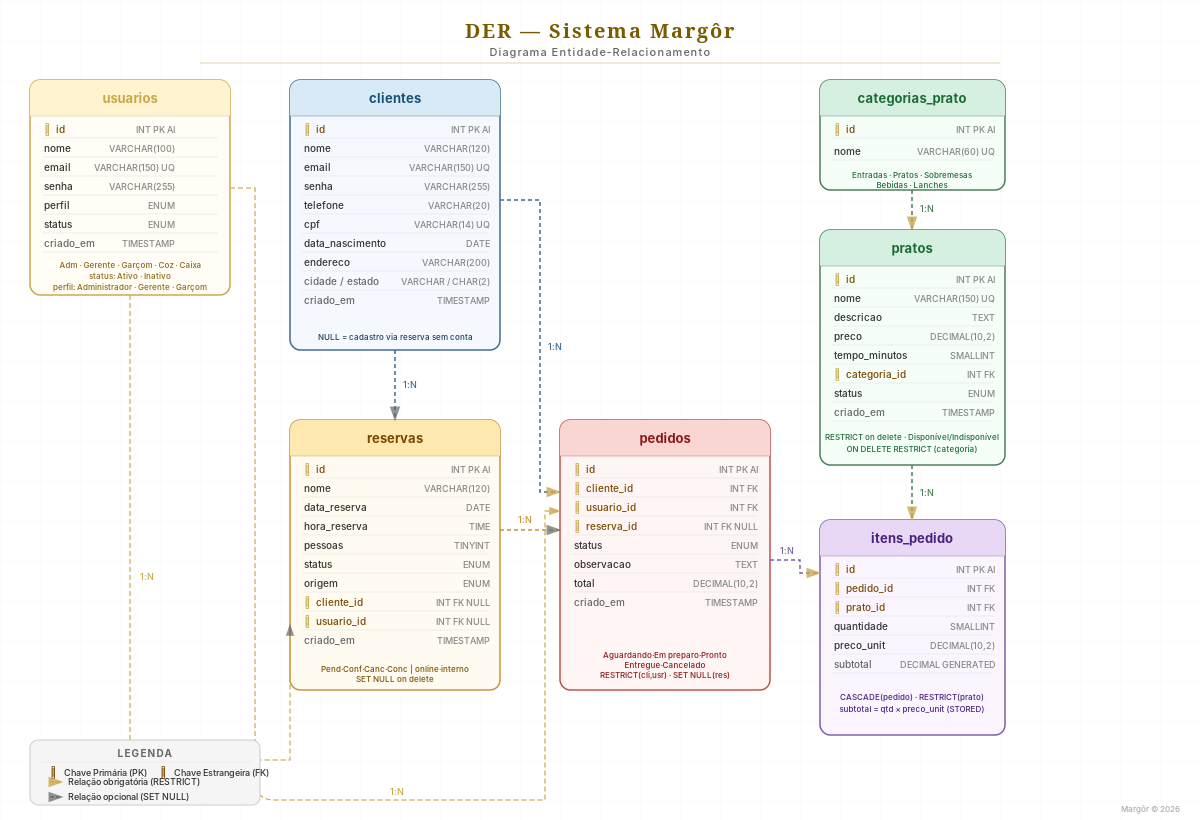 DER — Sistema Margôr
Diagrama Entidade-Relacionamento
usuarios
id INT PK AI
nome VARCHAR(100)
email VARCHAR(150) UQ
senha VARCHAR(255)
perfil ENUM
status ENUM
criado_em TIMESTAMP
Adm · Gerente · Garçom · Coz · Caixa
status: Ativo · Inativo
perfil: Administrador · Gerente · Garçom
clientes
id INT PK AI
nome VARCHAR(120)
email VARCHAR(150) UQ
senha VARCHAR(255)
telefone VARCHAR(20)
cpf VARCHAR(14) UQ
data_nascimento DATE
endereco VARCHAR(200)
cidade / estado VARCHAR / CHAR(2)
criado_em TIMESTAMP
NULL = cadastro via reserva sem conta
categorias_prato
id INT PK AI
nome VARCHAR(60) UQ
Entradas · Pratos · Sobremesas
Bebidas · Lanches
1:N
pratos
id INT PK AI
nome VARCHAR(150) UQ
descricao TEXT
preco DECIMAL(10,2)
tempo_minutos SMALLINT
categoria_id INT FK
status ENUM
criado_em TIMESTAMP
RESTRICT on delete · Disponível/Indisponível
ON DELETE RESTRICT (categoria)
1:N
1:N
1:N
reservas
id INT PK AI
nome VARCHAR(120)
data_reserva DATE
hora_reserva TIME
pessoas TINYINT
status ENUM
origem ENUM
cliente_id INT FK NULL
usuario_id INT FK NULL
criado_em TIMESTAMP
Pend·Conf·Canc·Conc | online·interno
SET NULL on delete
1:N
pedidos
id INT PK AI
cliente_id INT FK
usuario_id INT FK
reserva_id INT FK NULL
status ENUM
observacao TEXT
total DECIMAL(10,2)
criado_em TIMESTAMP
Aguardando·Em preparo·Pronto
Entregue·Cancelado
RESTRICT(cli,usr) · SET NULL(res)
1:N
itens_pedido
id INT PK AI
pedido_id INT FK
prato_id INT FK
quantidade SMALLINT
preco_unit DECIMAL(10,2)
subtotal DECIMAL GENERATED
CASCADE(pedido) · RESTRICT(prato)
subtotal = qtd × preco_unit (STORED)
1:N
LEGENDA
Chave Primária (PK) Chave Estrangeira (FK)
Relação obrigatória (RESTRICT)
Relação opcional (SET NULL)
1:N
Margôr © 2026